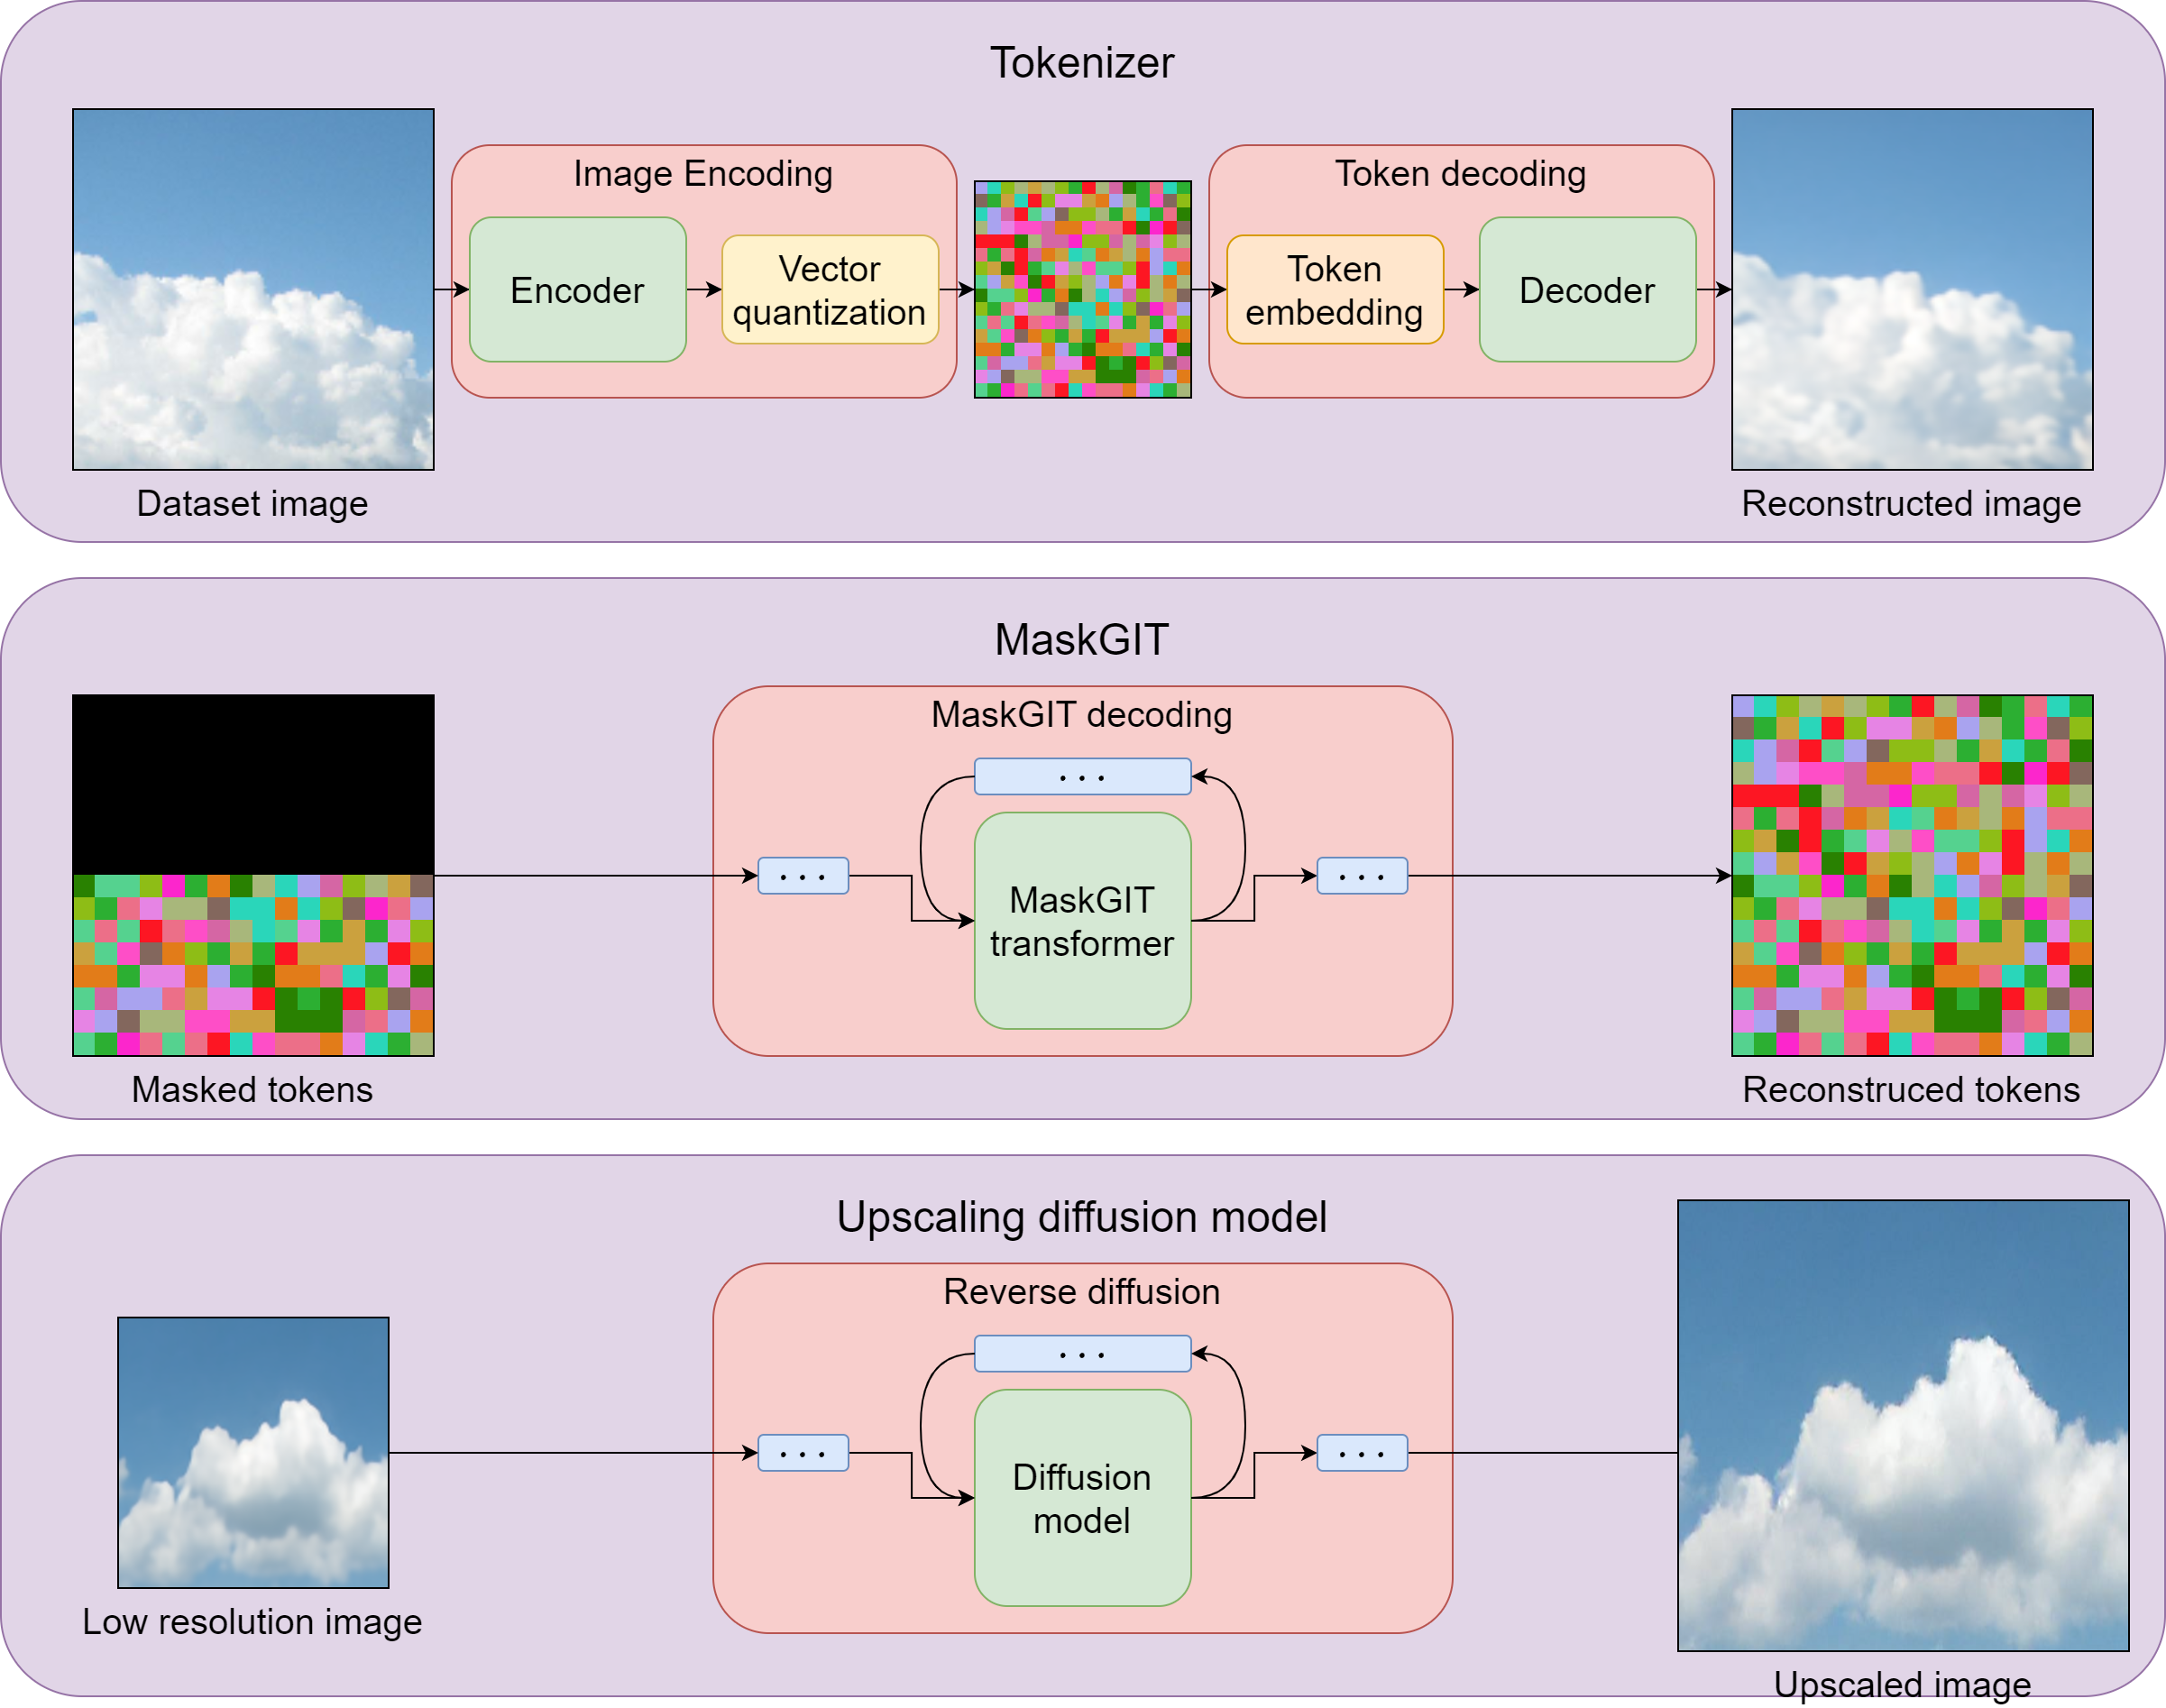 Tokenizer
Image Encoding
Token decoding
Encoder
Vector
quantization
Token
embedding
Decoder
Dataset image
Reconstructed image
MaskGIT
MaskGIT decoding
. . .
. . .
. . .
MaskGIT
transformer
Masked tokens
Reconstruced tokens
Upscaling diffusion model
Reverse diffusion
. . .
. . .
. . .
Diffusion
model
Low resolution image
Upscaled image